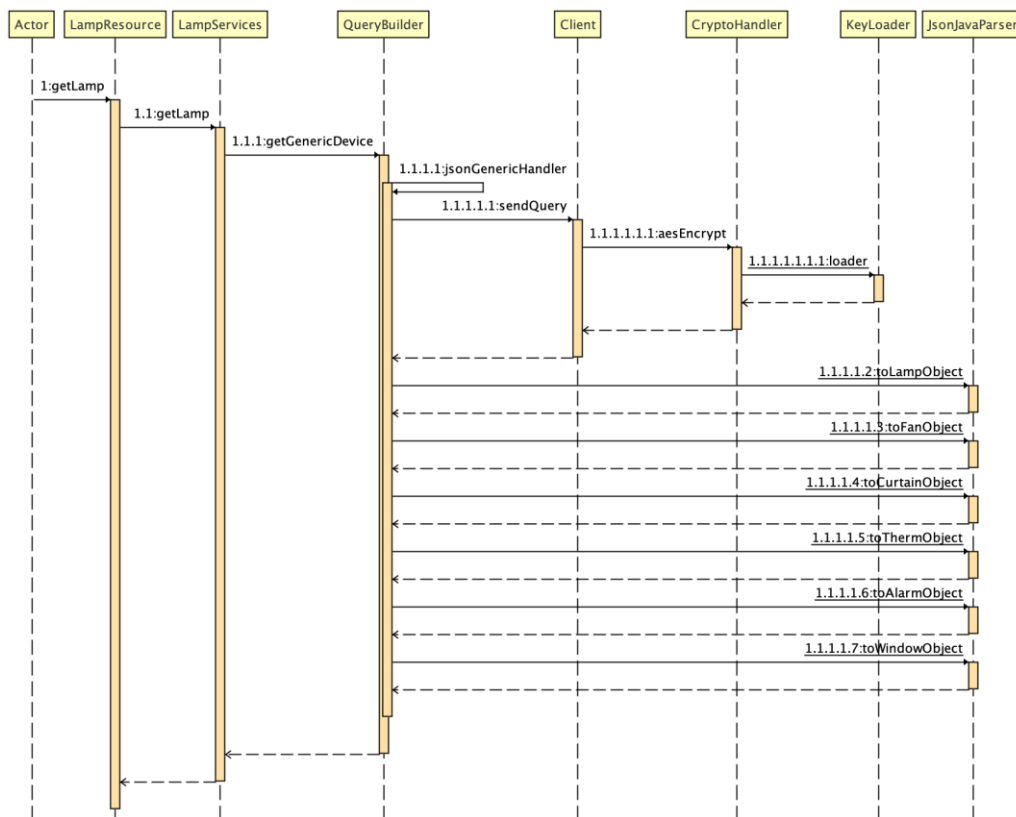 Actor
LampResource
LampServices
QueryBuilder
Client
CryptoHandler
KeyLoader
JsonJavaParser
1:getLamp
1.1:getLamp
1.1.1:getGenericDevice
1.1.1.1:jsonGenericHandler
1.1.1.1.1:sendQuery
1.1.1.1.1.1:aesEncrypt
1.1.1.1.1.1.1:loader
1.1.1.1.2:toLampObject
1.1.1.1.3:toFanObject
1.1.1.1.4:toCurtainObject
1.1.1.1.5:toThermObject
1.1.1.1.6:toAlarmObject
1.1.1.1.7:toWindowObject